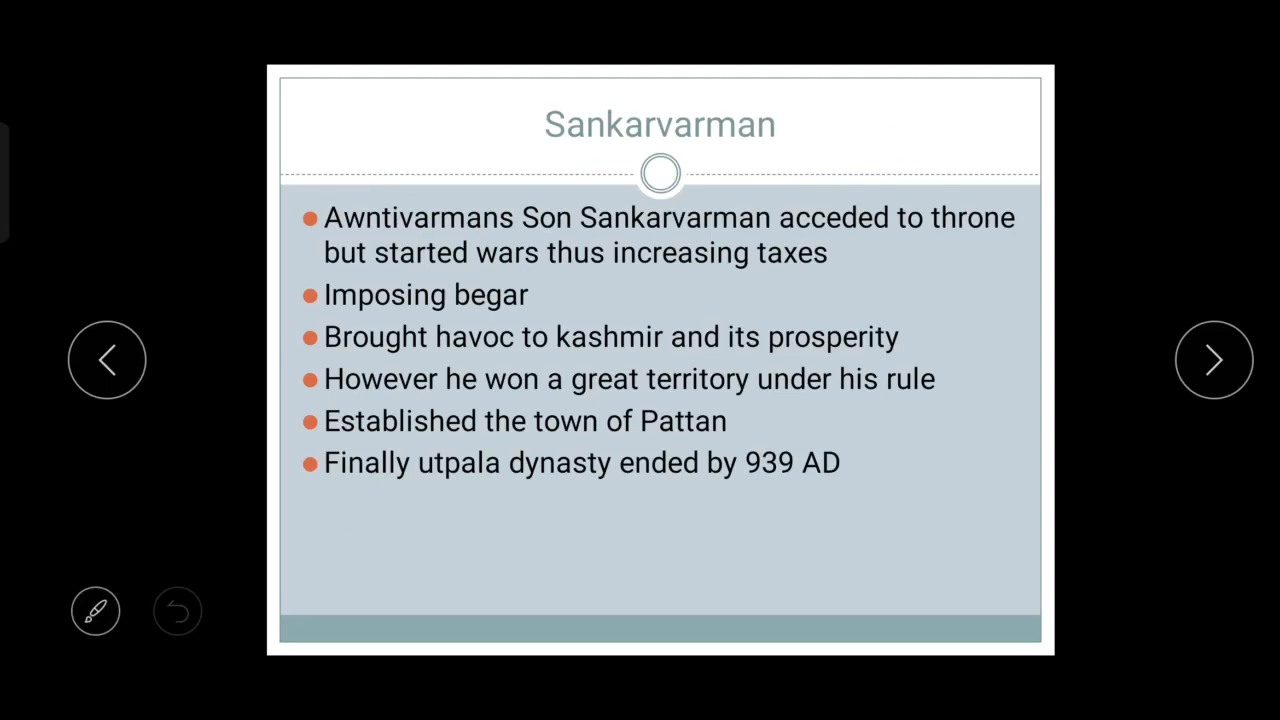 Sankarvarman
Awntivarmans Son Sankarvarman acceded to throne
but started wars thus increasing taxes
Imposing begar
Brought havoc to kashmir and its prosperity
However he won a great territory under his rule
Established the town of Pattan
Finally utpala dynasty ended by 939 AD